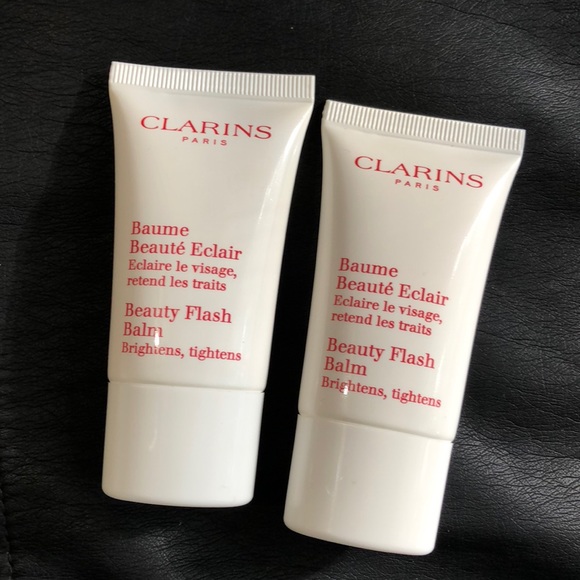 CLARINS
PARIS
Baume
Beauté Eclair
Eclaire le visage,
retend les traits
Beauty Flash
Balm
Brightens, tightens
CLARINS
PARIS
Baume
Beauté Eclair
Eclaire le visage,
retend les traits
Beauty Flash
Balm
Brightens, tightens